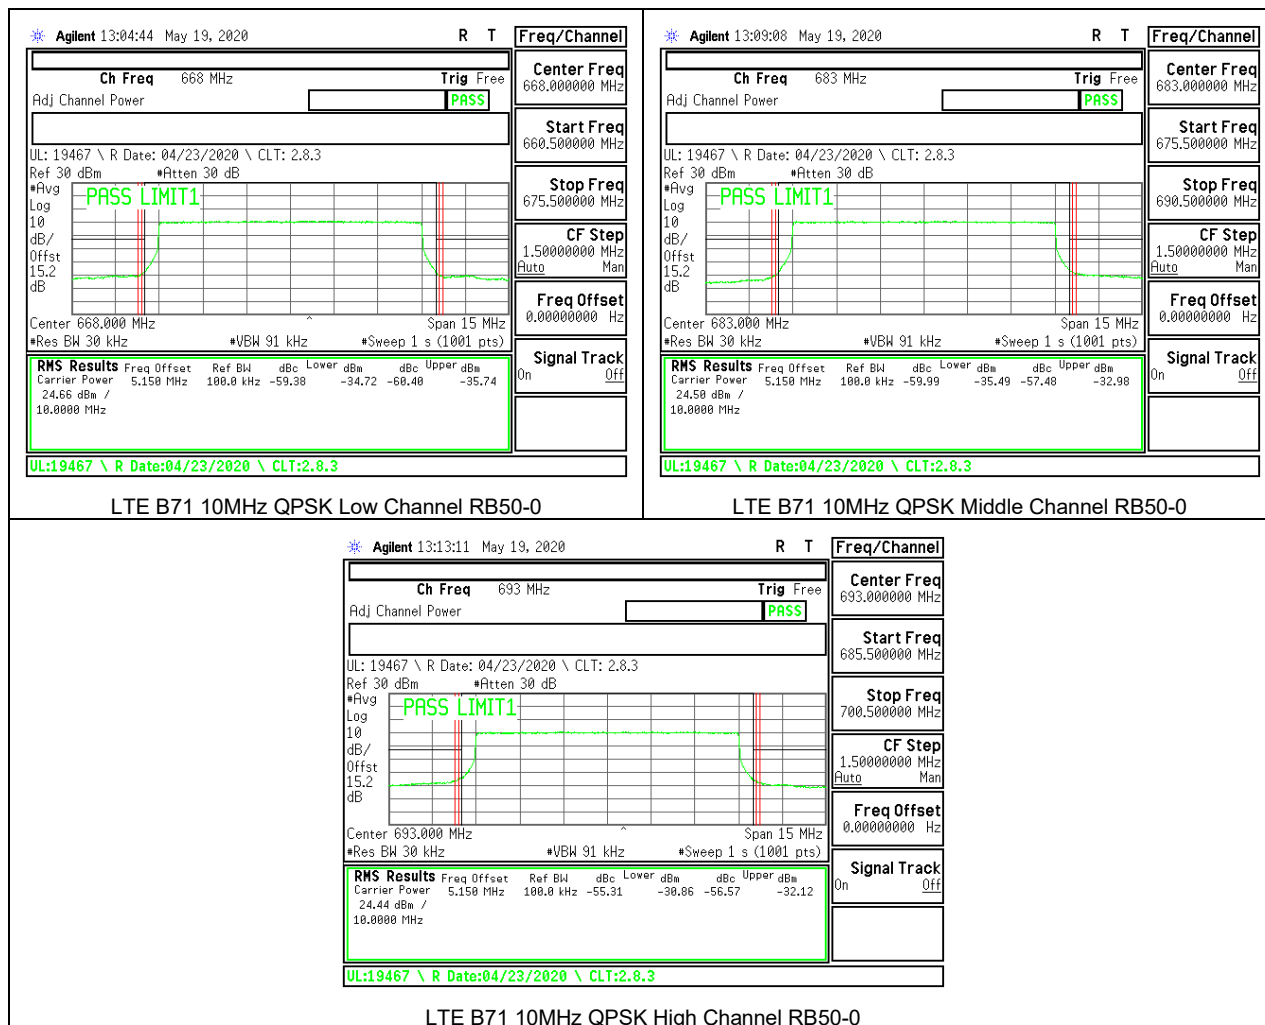 Agilent 13:04:44 May 19, 2020 R T
Freq/Channel
Ch Freq 668 MHz Trig Free
Adj Channel Power PASS
UL: 19467 \ R Date: 04/23/2020 \ CLT: 2.8.3
Ref 30 dBm #Atten 30 dB
#Avg
Log
10
dB/
Offst
15.2
dB
PASS LIMIT1
Center 668.000 MHz ^ Span 15 MHz
#Res BW 30 kHz #VBW 91 kHz #Sweep 1 s (1001 pts)
RMS Results Freq Offset Ref BW dBc Lower dBm dBc Upper dBm
Carrier Power 5.150 MHz 100.0 kHz -59.38 -34.72 -60.40 -35.74
24.66 dBm /
10.0000 MHz
UL:19467 \ R Date:04/23/2020 \ CLT:2.8.3
Center Freq
668.000000 MHz
Start Freq
660.500000 MHz
Stop Freq
675.500000 MHz
CF Step
1.50000000 MHz
Auto Man
Freq Offset
0.00000000 Hz
Signal Track
On Off
LTE B71 10MHz QPSK Low Channel RB50-0
Agilent 13:09:08 May 19, 2020 R T
Freq/Channel
Ch Freq 683 MHz Trig Free
Adj Channel Power PASS
UL: 19467 \ R Date: 04/23/2020 \ CLT: 2.8.3
Ref 30 dBm #Atten 30 dB
#Avg
Log
10
dB/
Offst
15.2
dB
PASS LIMIT1
Center 683.000 MHz Span 15 MHz
#Res BW 30 kHz #VBW 91 kHz #Sweep 1 s (1001 pts)
RMS Results Freq Offset Ref BW dBc Lower dBm dBc Upper dBm
Carrier Power 5.150 MHz 100.0 kHz -59.99 -35.49 -57.48 -32.98
24.50 dBm /
10.0000 MHz
UL:19467 \ R Date:04/23/2020 \ CLT:2.8.3
Center Freq
683.000000 MHz
Start Freq
675.500000 MHz
Stop Freq
690.500000 MHz
CF Step
1.50000000 MHz
Auto Man
Freq Offset
0.00000000 Hz
Signal Track
On Off
LTE B71 10MHz QPSK Middle Channel RB50-0
Agilent 13:13:11 May 19, 2020 R T
Freq/Channel
Ch Freq 693 MHz Trig Free
Adj Channel Power PASS
UL: 19467 \ R Date: 04/23/2020 \ CLT: 2.8.3
Ref 30 dBm #Atten 30 dB
#Avg
Log
10
dB/
Offst
15.2
dB
PASS LIMIT1
Center 693.000 MHz ^ Span 15 MHz
#Res BW 30 kHz #VBW 91 kHz #Sweep 1 s (1001 pts)
RMS Results Freq Offset Ref BW dBc Lower dBm dBc Upper dBm
Carrier Power 5.150 MHz 100.0 kHz -55.31 -30.86 -56.57 -32.12
24.44 dBm /
10.0000 MHz
UL:19467 \ R Date:04/23/2020 \ CLT:2.8.3
Center Freq
693.000000 MHz
Start Freq
685.500000 MHz
Stop Freq
700.500000 MHz
CF Step
1.50000000 MHz
Auto Man
Freq Offset
0.00000000 Hz
Signal Track
On Off
LTE B71 10MHz QPSK High Channel RB50-0